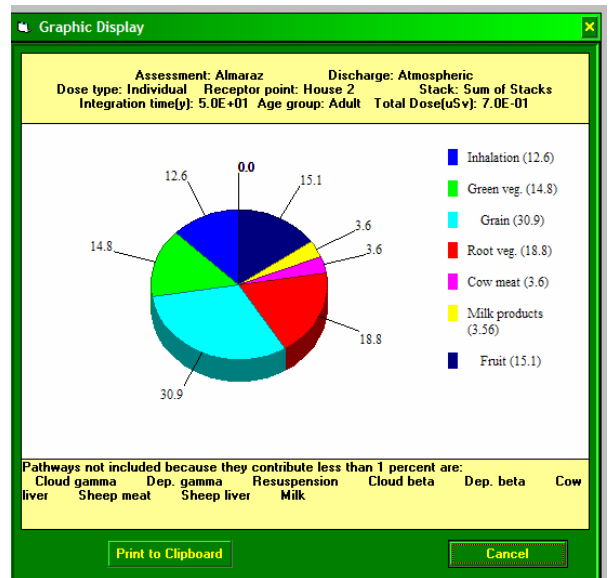 Graphic Display
Assessment: Almaraz Discharge: Atmospheric
Dose type: Individual Receptor point: House 2 Stack: Sum of Stacks
Integration time(y): 5.0E+01 Age group: Adult Total Dose(uSv): 7.0E-01
0.0
12.6
15.1
3.6
3.6
14.8
18.8
30.9
Inhalation (12.6)
Green veg. (14.8)
Grain (30.9)
Root veg. (18.8)
Cow meat (3.6)
Milk products
(3.56)
Fruit (15.1)
Pathways not included because they contribute less than 1 percent are:
Cloud gamma Dep. gamma Resuspension Cloud beta Dep. beta Cow
liver Sheep meat Sheep liver Milk
Print to Clipboard Cancel